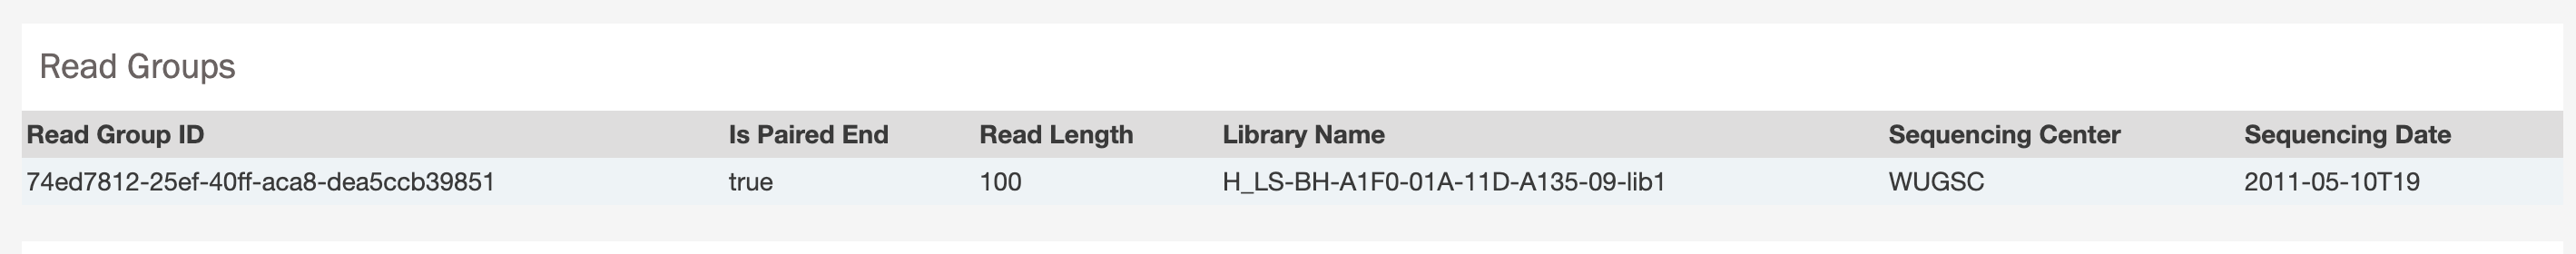 Read Groups
Read Group ID Is Paired End Read Length Library Name Sequencing Center Sequencing Date
74ed7812-25ef-40ff-aca8-dea5ccb39851 true 100 H_LS-BH-A1F0-01A-11D-A135-09-lib1 WUGSC 2011-05-10T19